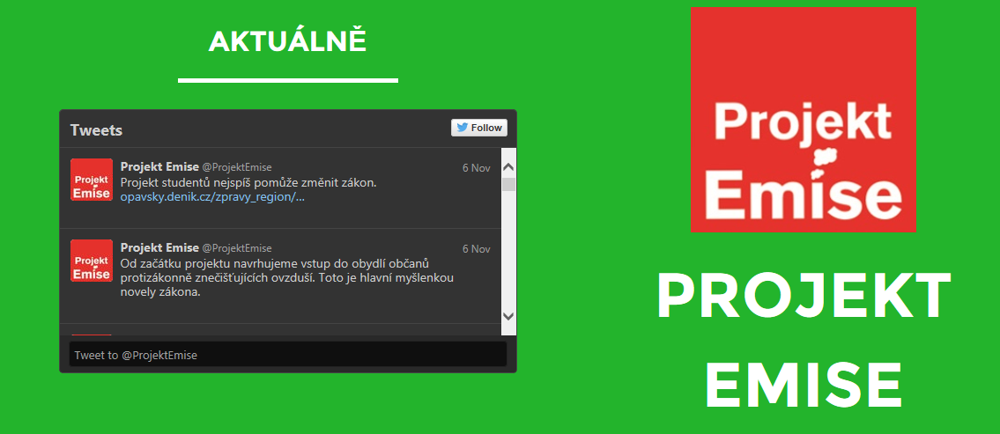 AKTUÁLNĚ
Tweets
Follow
Projekt Emise @ProjektEmise
6 Nov
Projekt studentů nejspíš pomůže změnit zákon.
opavsky.denik.cz/zpravy_region/...
Projekt
Emise
Projekt Emise @ProjektEmise
6 Nov
Od začátku projektu navrhujeme vstup do obydlí občanů
protizákonně znečišťujících ovzduší. Toto je hlavní myšlenkou
novely zákona.
Projekt
Emise
Tweet to @ProjektEmise
Projekt
Emise
PROJEKT
EMISE